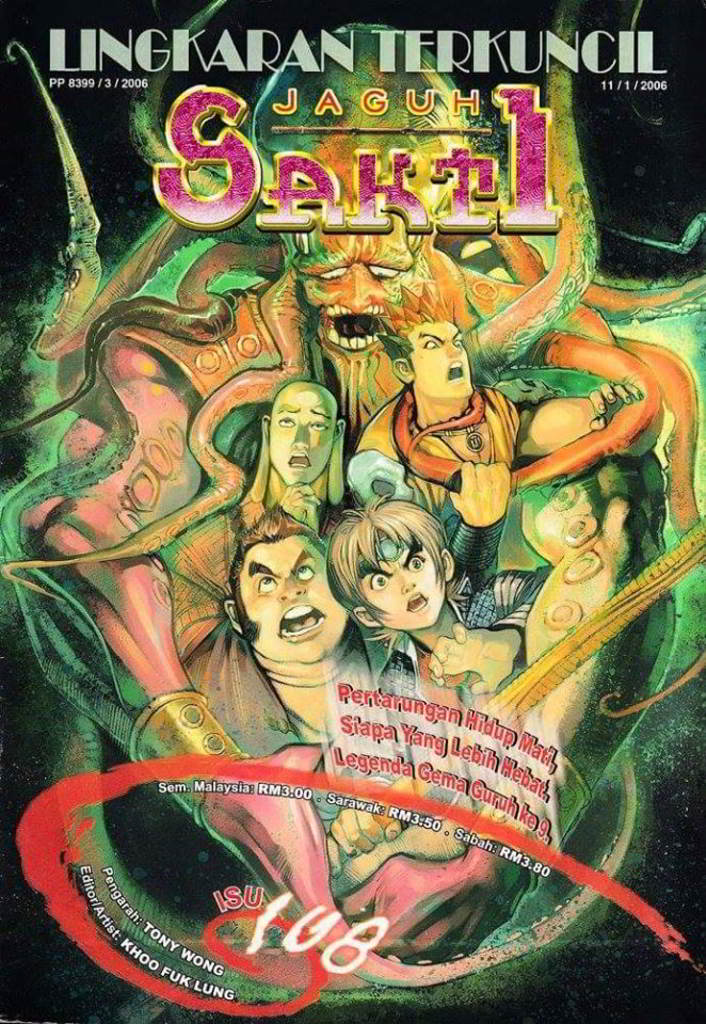 LINGKARAN TERKUNCIL
PP 8399 / 3 / 2006
11 / 1 / 2006
JAGUH
SAKTI
Pertarungan Hidup Mati,
Siapa Yang Lebih Hebat,
Legenda Gema Guruh ke 9.
Sem. Malaysia: RM3.00 . Sarawak: RM3.50 . Sabah: RM3.80
ISU
108
Pengarah: TONY WONG
Editor/Artist: KHOO FUK LUNG